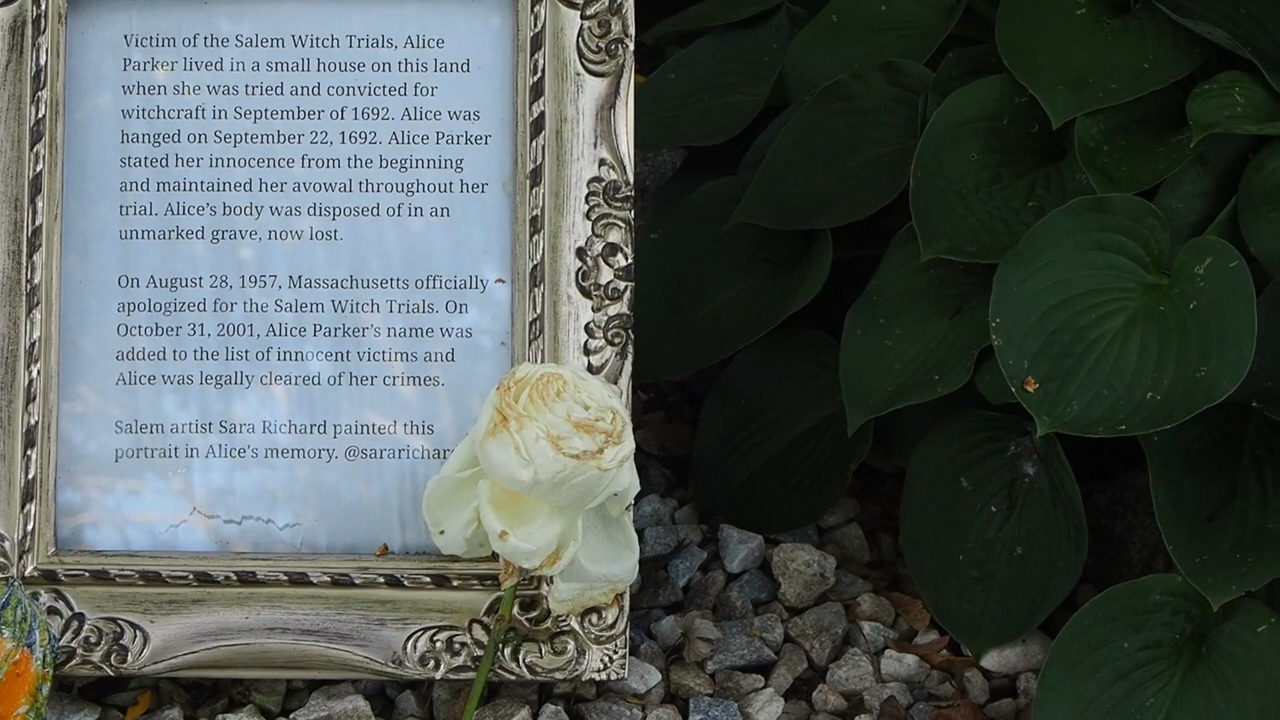 Victim of the Salem Witch Trials, Alice
Parker lived in a small house on this land
when she was tried and convicted for
witchcraft in September of 1692. Alice was
hanged on September 22, 1692. Alice Parker
stated her innocence from the beginning
and maintained her avowal throughout her
trial. Alice’s body was disposed of in an
unmarked grave, now lost.
On August 28, 1957, Massachusetts officially
apologized for the Salem Witch Trials. On
October 31, 2001, Alice Parker’s name was
added to the list of innocent victims and
Alice was legally cleared of her crimes.
Salem artist Sara Richard painted this
portrait in Alice's memory.